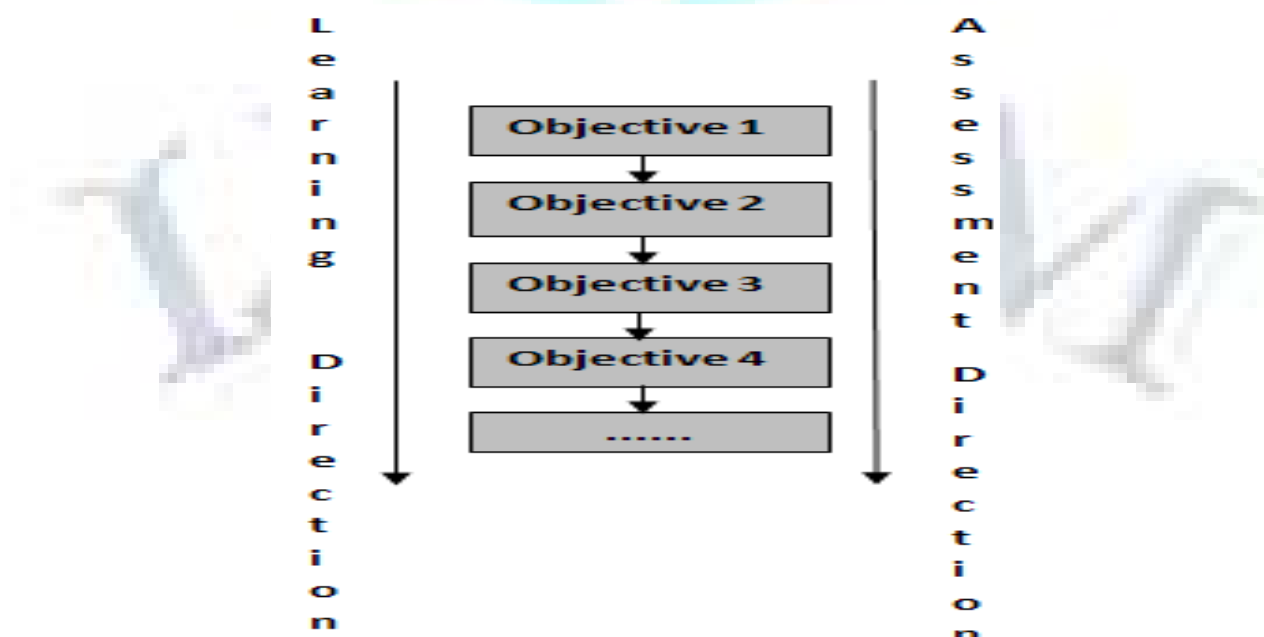 Learning Direction
Objective 1
Objective 2
Objective 3
Objective 4
......
Assessment Direction